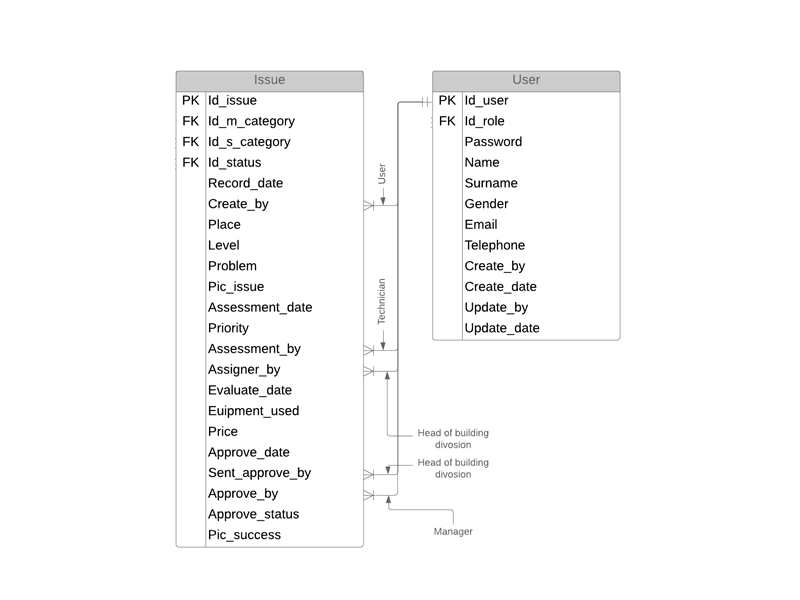 Issue
PK Id_issue
FK Id_m_category
FK Id_s_category
FK Id_status
Record_date
Create_by
Place
Level
Problem
Pic_issue
Assessment_date
Priority
Assessment_by
Assigner_by
Evaluate_date
Euipment_used
Price
Approve_date
Sent_approve_by
Approve_by
Approve_status
Pic_success
User
Technician
Head of building
divosion
Head of building
divosion
Manager
User
PK Id_user
FK Id_role
Password
Name
Surname
Gender
Email
Telephone
Create_by
Create_date
Update_by
Update_date